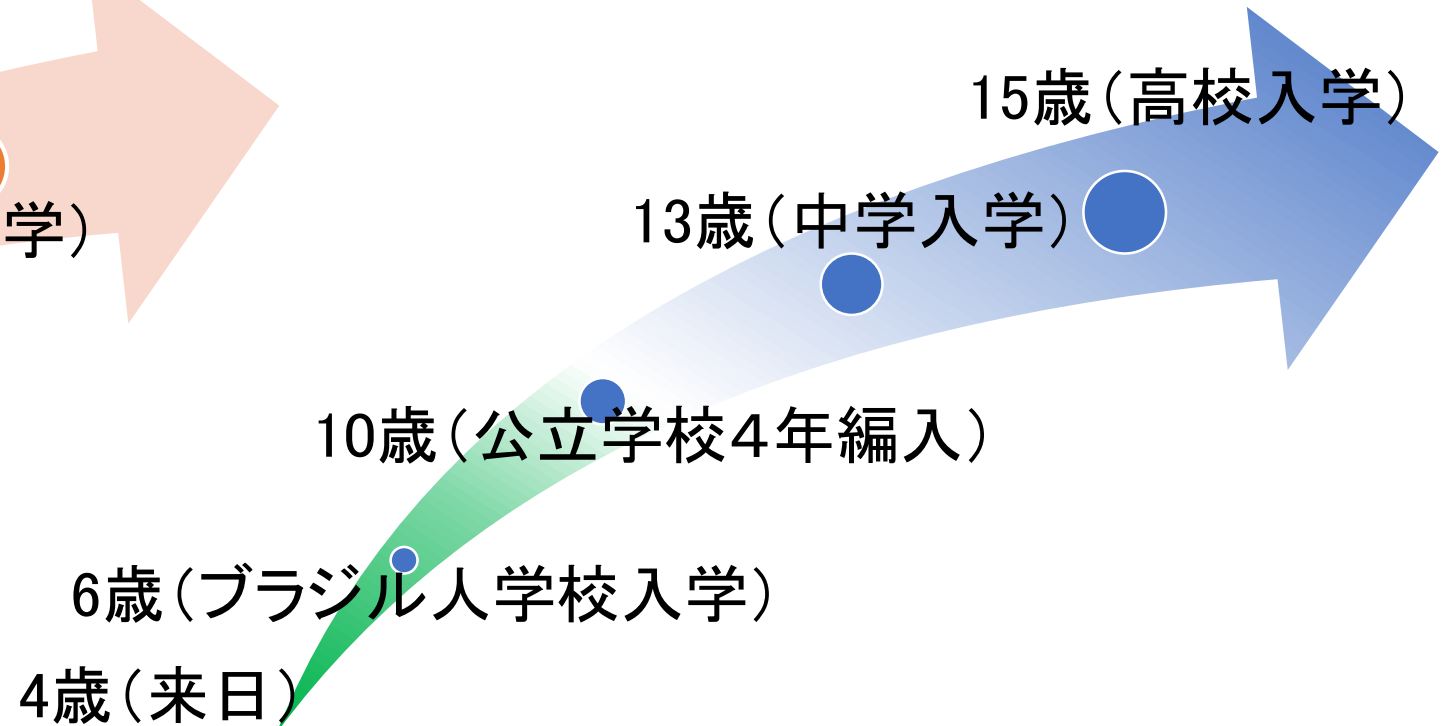 15歳（高校入学）
13歳（中学入学）
学）
10歳（公立学校４年編入）
6歳（ブラジル人学校入学）
4歳（来日）